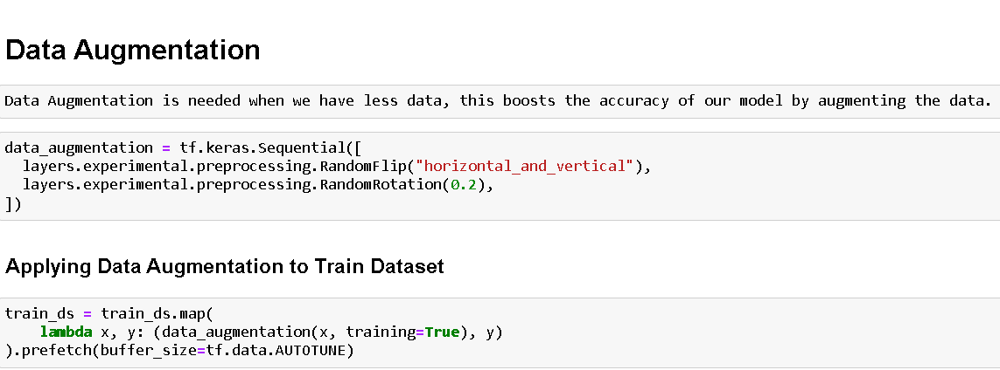 Data Augmentation
Data Augmentation is needed when we have less data, this boosts the accuracy of our model by augmenting the data.
data_augmentation = tf.keras.Sequential([
  layers.experimental.preprocessing.RandomFlip("horizontal_and_vertical"),
  layers.experimental.preprocessing.RandomRotation(0.2),
])
Applying Data Augmentation to Train Dataset
train_ds = train_ds.map(
    lambda x, y: (data_augmentation(x, training=True), y)
).prefetch(buffer_size=tf.data.AUTOTUNE)